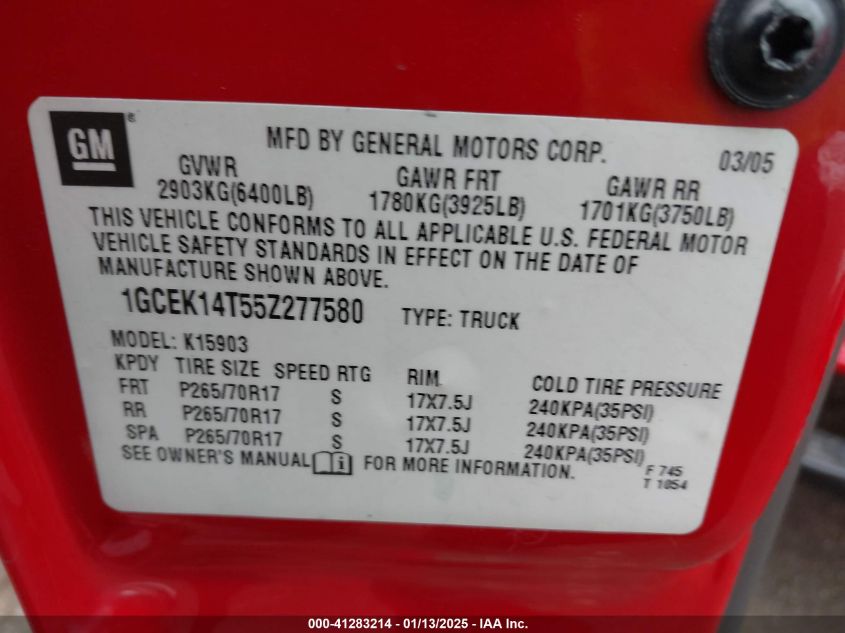 GM®
MFD BY GENERAL MOTORS CORP. 03/05
GVWR GAWR FRT GAWR RR
2903KG(6400LB) 1780KG(3925LB) 1701KG(3750LB)
THIS VEHICLE CONFORMS TO ALL APPLICABLE U.S. FEDERAL MOTOR
VEHICLE SAFETY STANDARDS IN EFFECT ON THE DATE OF
MANUFACTURE SHOWN ABOVE.
1GCEK14T55Z277580 TYPE: TRUCK
MODEL: K15903
KPDY TIRE SIZE SPEED RTG RIM COLD TIRE PRESSURE
FRT P265/70R17 S 17X7.5J 240KPA(35PSI)
RR P265/70R17 S 17X7.5J 240KPA(35PSI)
SPA P265/70R17 S 17X7.5J 240KPA(35PSI)
SEE OWNER'S MANUAL FOR MORE INFORMATION.
F 745
T 1054
000-41283214 - 01/13/2025 - IAA Inc.